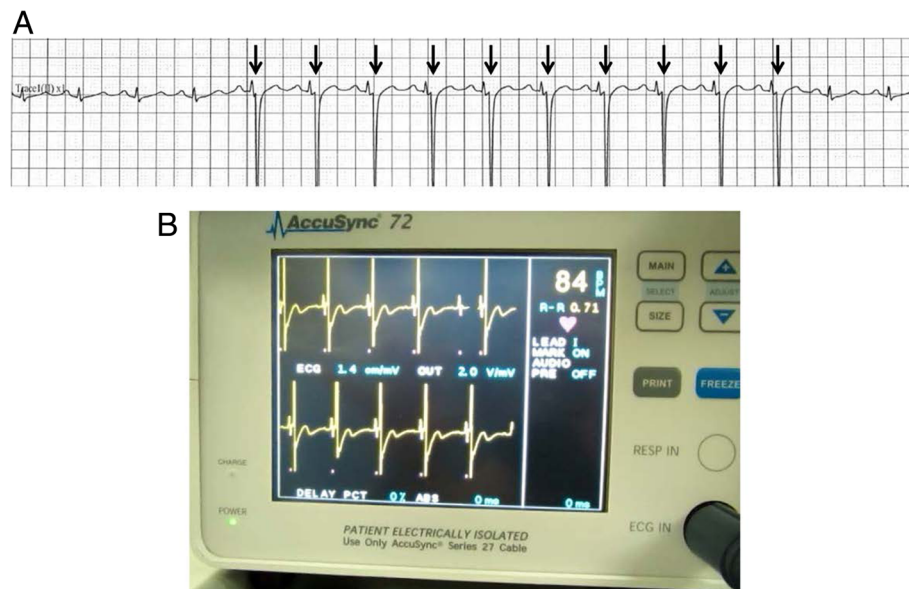 A
Trace1(II) x1
B
AccuSync® 72
84 BPM
R-R 0.71
LEAD I
MARK ON
AUDIO
PRE OFF
ECG 1.4 cm/mV OUT 2.0 V/mV
DELAY PCT 0% ABS 0 ms
0 ms
MAIN
SELECT
SIZE
ADJUST
PRINT
FREEZE
RESP IN
ECG IN
CHARGE
POWER
PATIENT ELECTRICALLY ISOLATED
Use Only AccuSync® Series 27 Cable